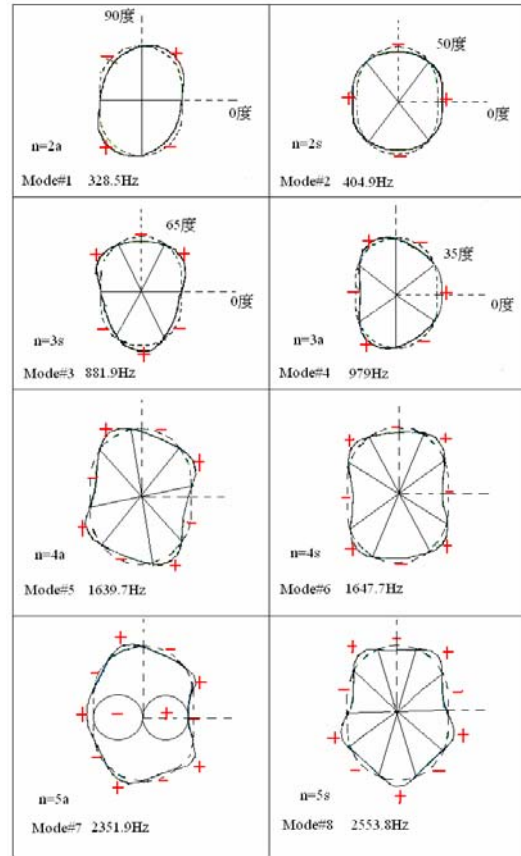 90度
0度
n=2a
Mode#1 328.5Hz
50度
0度
n=2s
Mode#2 404.9Hz
65度
0度
n=3s
Mode#3 881.9Hz
35度
0度
n=3a
Mode#4 979Hz
n=4a
Mode#5 1639.7Hz
n=4s
Mode#6 1647.7Hz
n=5a
Mode#7 2351.9Hz
n=5s
Mode#8 2553.8Hz